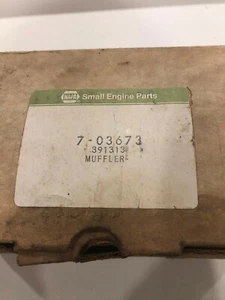 NAPA
Small Engine Parts
7-03673
391313
MUFFLER